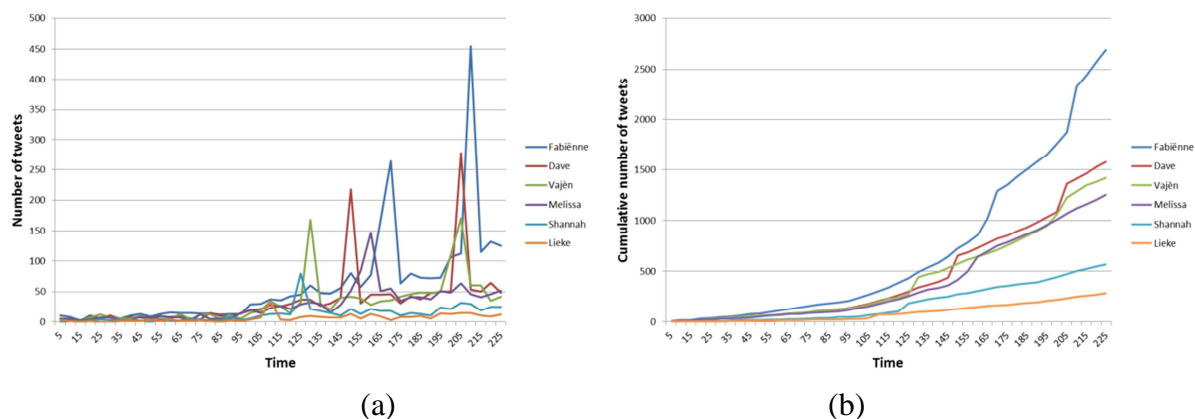 500
450
400
350
300
250
200
150
100
50
0
Number of tweets
5 15 25 35 45 55 65 75 85 95 105 115 125 135 145 155 165 175 185 195 205 215 225
Time
Fabiënne
Dave
Vajèn
Melissa
Shannah
Lieke
(a)
3000
2500
2000
1500
1000
500
0
Cumulative number of tweets
5 15 25 35 45 55 65 75 85 95 105 115 125 135 145 155 165 175 185 195 205 215 225
Time
Fabiënne
Dave
Vajèn
Melissa
Shannah
Lieke
(b)